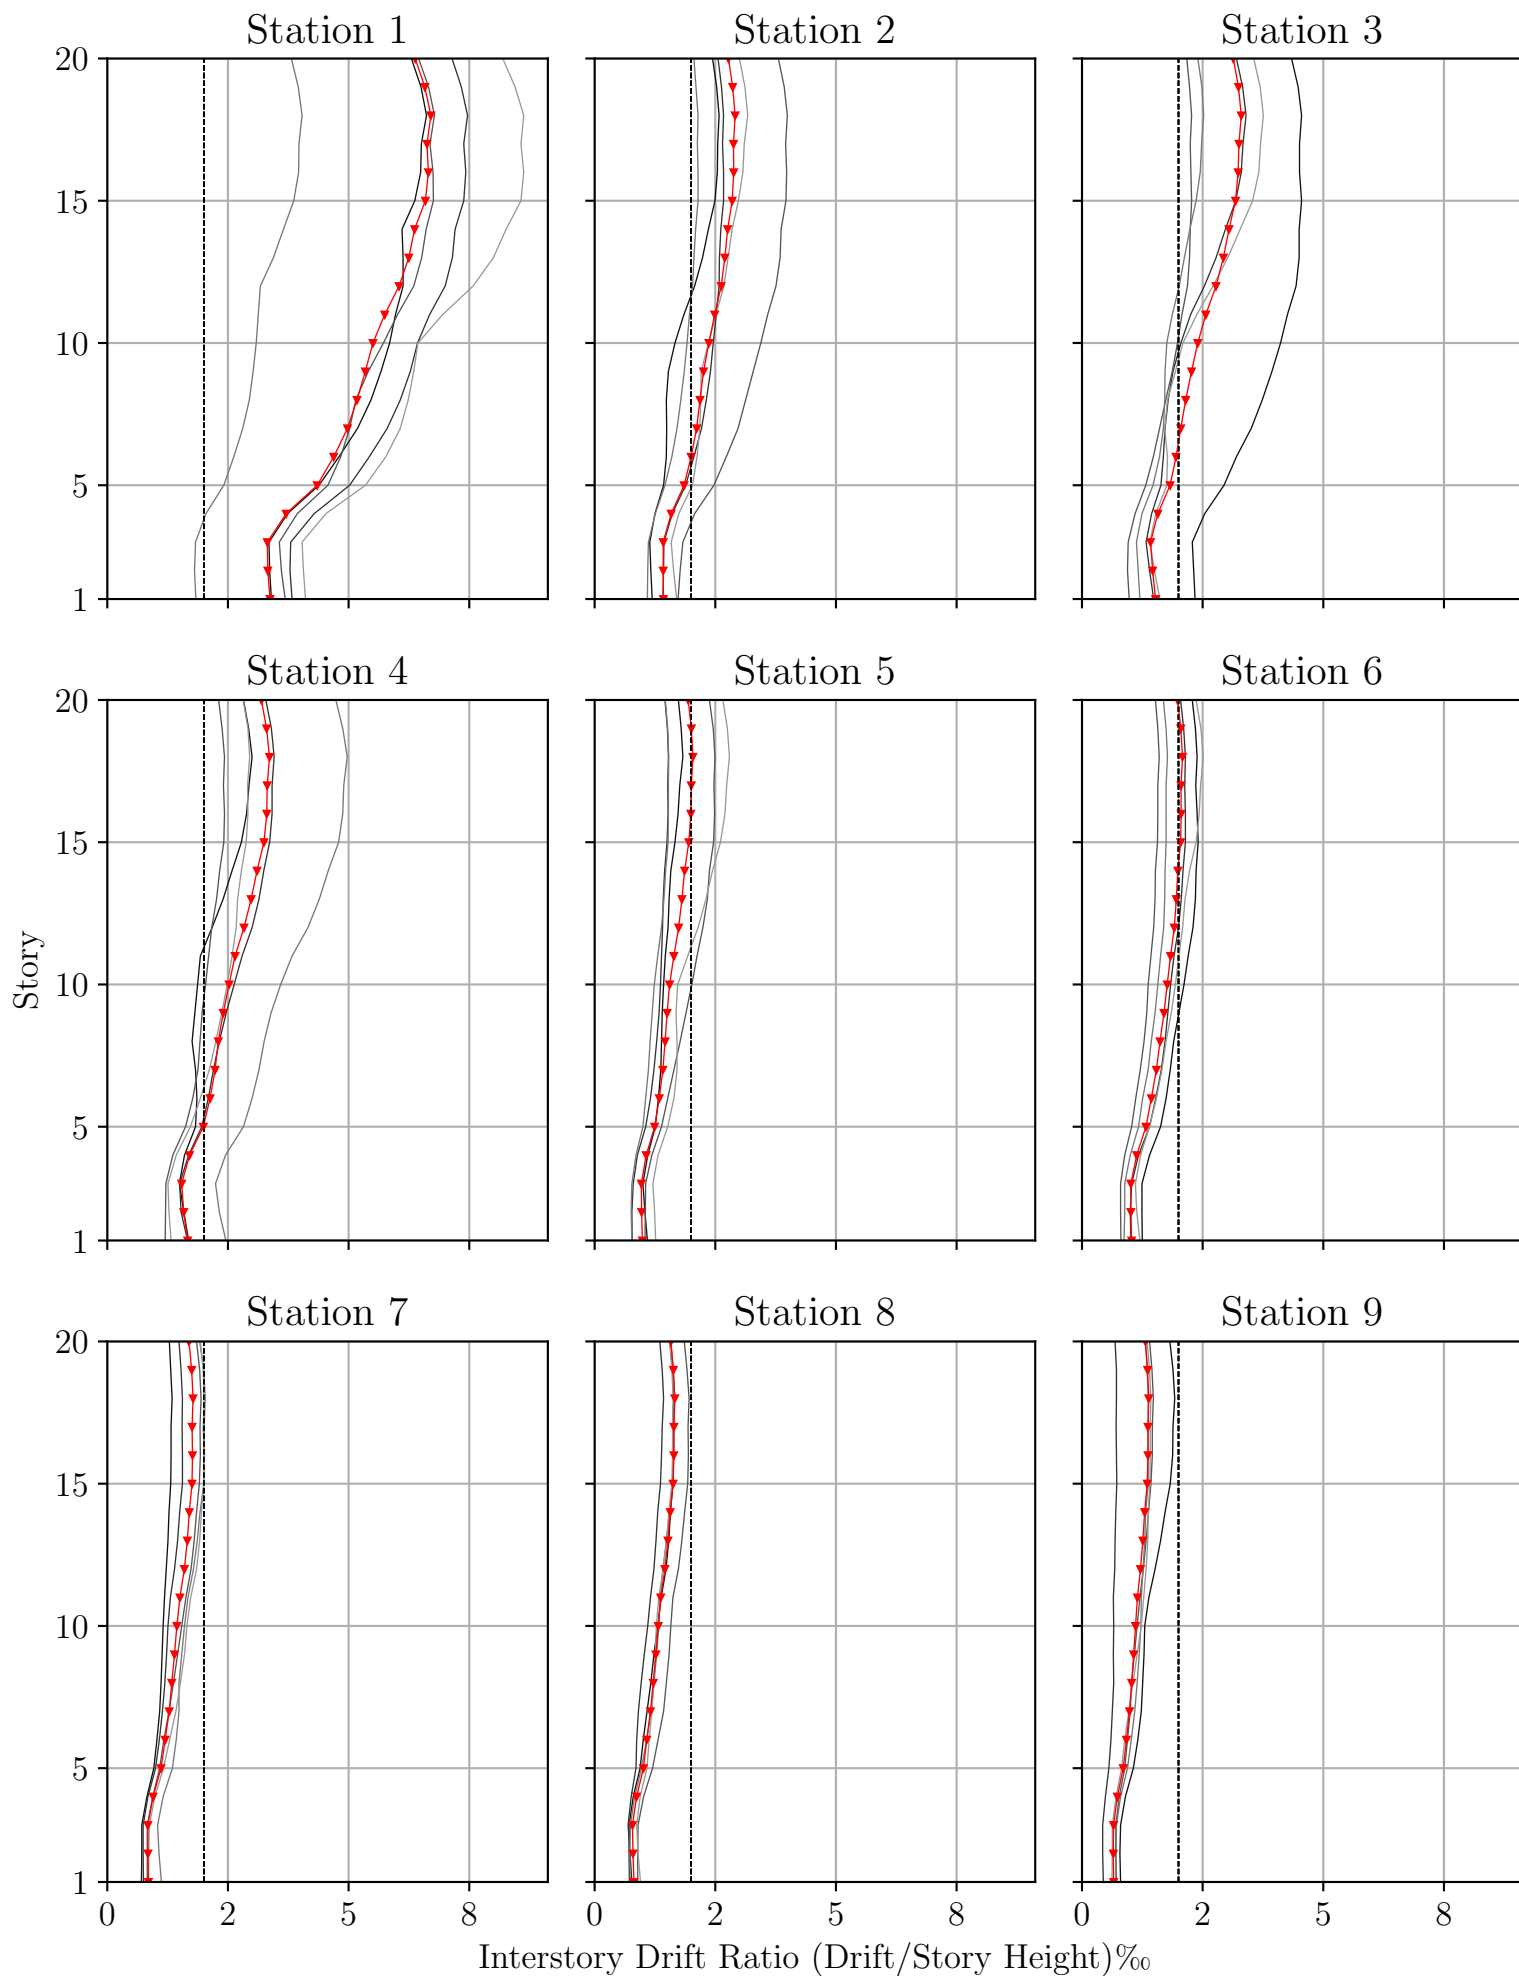 Station 1
Station 2
Station 3
20
15
10
5
1
Station 4
Station 5
Station 6
20
15
10
5
1
Story
Station 7
Station 8
Station 9
20
15
10
5
1
0 2 5 8
0 2 5 8
0 2 5 8
Interstory Drift Ratio (Drift/Story Height)‰